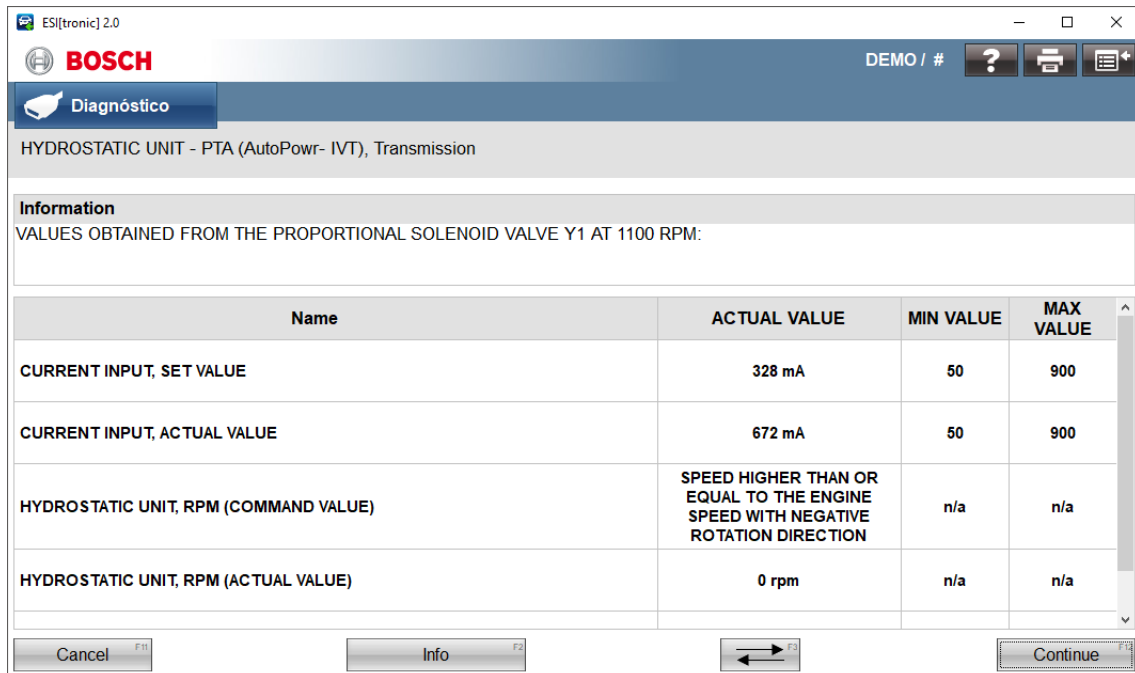 ESI[tronic] 2.0
BOSCH
DEMO / #
?
Diagnóstico
HYDROSTATIC UNIT - PTA (AutoPowr- IVT), Transmission
Information
VALUES OBTAINED FROM THE PROPORTIONAL SOLENOID VALVE Y1 AT 1100 RPM:
Name ACTUAL VALUE MIN VALUE MAX VALUE
CURRENT INPUT, SET VALUE 328 mA 50 900
CURRENT INPUT, ACTUAL VALUE 672 mA 50 900
HYDROSTATIC UNIT, RPM (COMMAND VALUE) SPEED HIGHER THAN OR EQUAL TO THE ENGINE SPEED WITH NEGATIVE ROTATION DIRECTION n/a n/a
HYDROSTATIC UNIT, RPM (ACTUAL VALUE) 0 rpm n/a n/a
Cancel F11 Info F2 F3 Continue F12